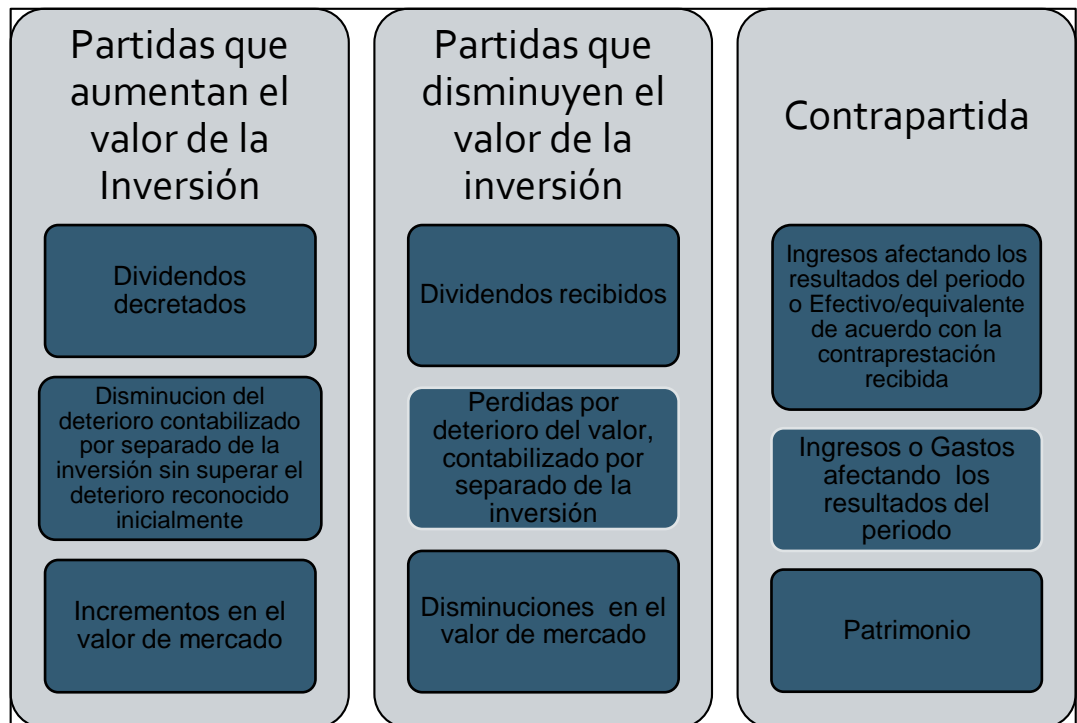 Partidas que
aumentan el
valor de la
Inversión
Dividendos
decretados
Disminucion del
deterioro contabilizado
por separado de la
inversión sin superar el
deterioro reconocido
inicialmente
Incrementos en el
valor de mercado
Partidas que
disminuyen el
valor de la
inversión
Dividendos recibidos
Perdidas por
deterioro del valor,
contabilizado por
separado de la
inversión
Disminuciones en el
valor de mercado
Contrapartida
Ingresos afectando los
resultados del periodo
o Efectivo/equivalente
de acuerdo con la
contraprestación
recibida
Ingresos o Gastos
afectando los
resultados del
periodo
Patrimonio